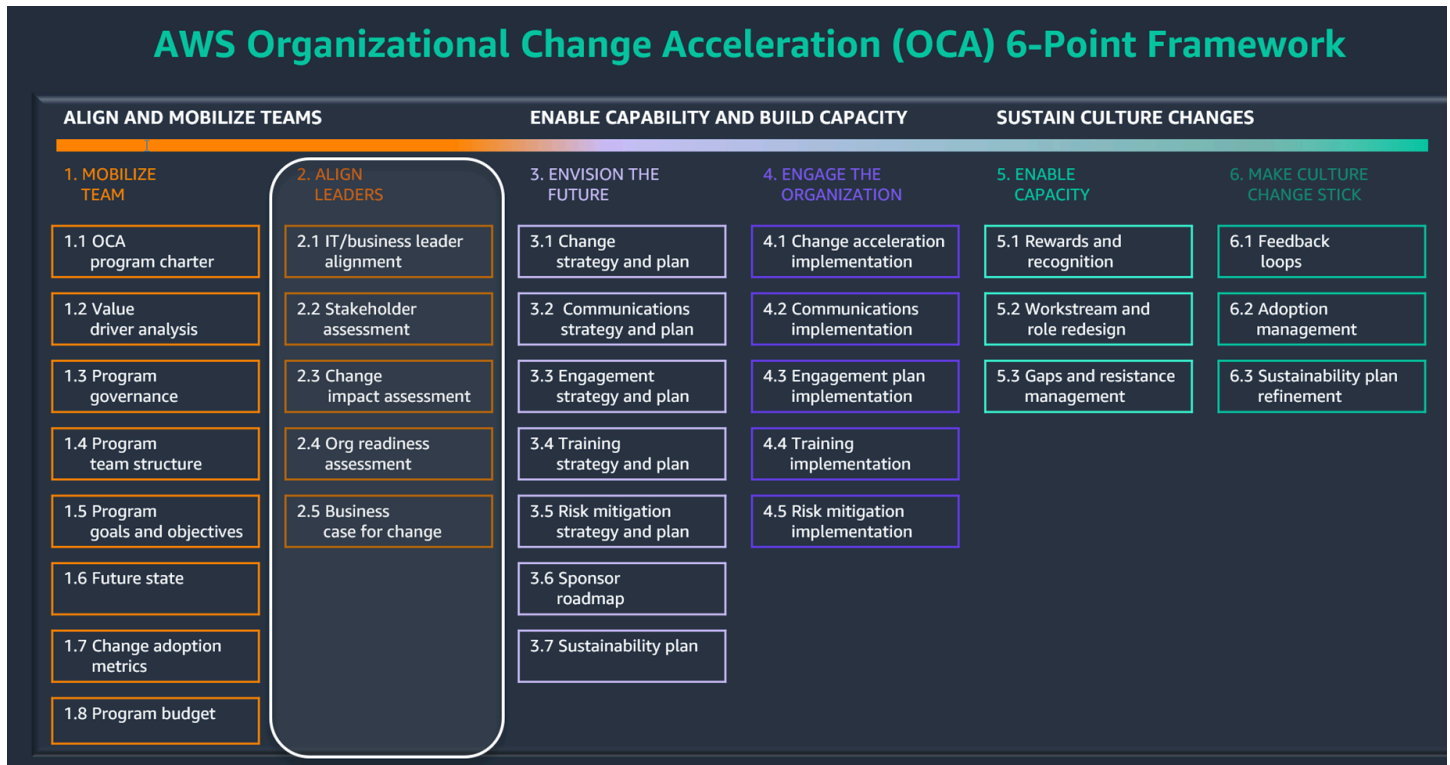 AWS Organizational Change Acceleration (OCA) 6-Point Framework
ALIGN AND MOBILIZE TEAMS
ENABLE CAPABILITY AND BUILD CAPACITY
SUSTAIN CULTURE CHANGES
1. MOBILIZE
TEAM
1.1 OCA
program charter
1.2 Value
driver analysis
1.3 Program
governance
1.4 Program
team structure
1.5 Program
goals and objectives
1.6 Future state
1.7 Change adoption
metrics
1.8 Program budget
2. ALIGN
LEADERS
2.1 IT/business leader
alignment
2.2 Stakeholder
assessment
2.3 Change
impact assessment
2.4 Org readiness
assessment
2.5 Business
case for change
3. ENVISION THE
FUTURE
3.1 Change
strategy and plan
3.2 Communications
strategy and plan
3.3 Engagement
strategy and plan
3.4 Training
strategy and plan
3.5 Risk mitigation
strategy and plan
3.6 Sponsor
roadmap
3.7 Sustainability plan
4. ENGAGE THE
ORGANIZATION
4.1 Change acceleration
implementation
4.2 Communications
implementation
4.3 Engagement plan
implementation
4.4 Training
implementation
4.5 Risk mitigation
implementation
5. ENABLE
CAPACITY
5.1 Rewards and
recognition
5.2 Workstream and
role redesign
5.3 Gaps and resistance
management
6. MAKE CULTURE
CHANGE STICK
6.1 Feedback
loops
6.2 Adoption
management
6.3 Sustainability plan
refinement